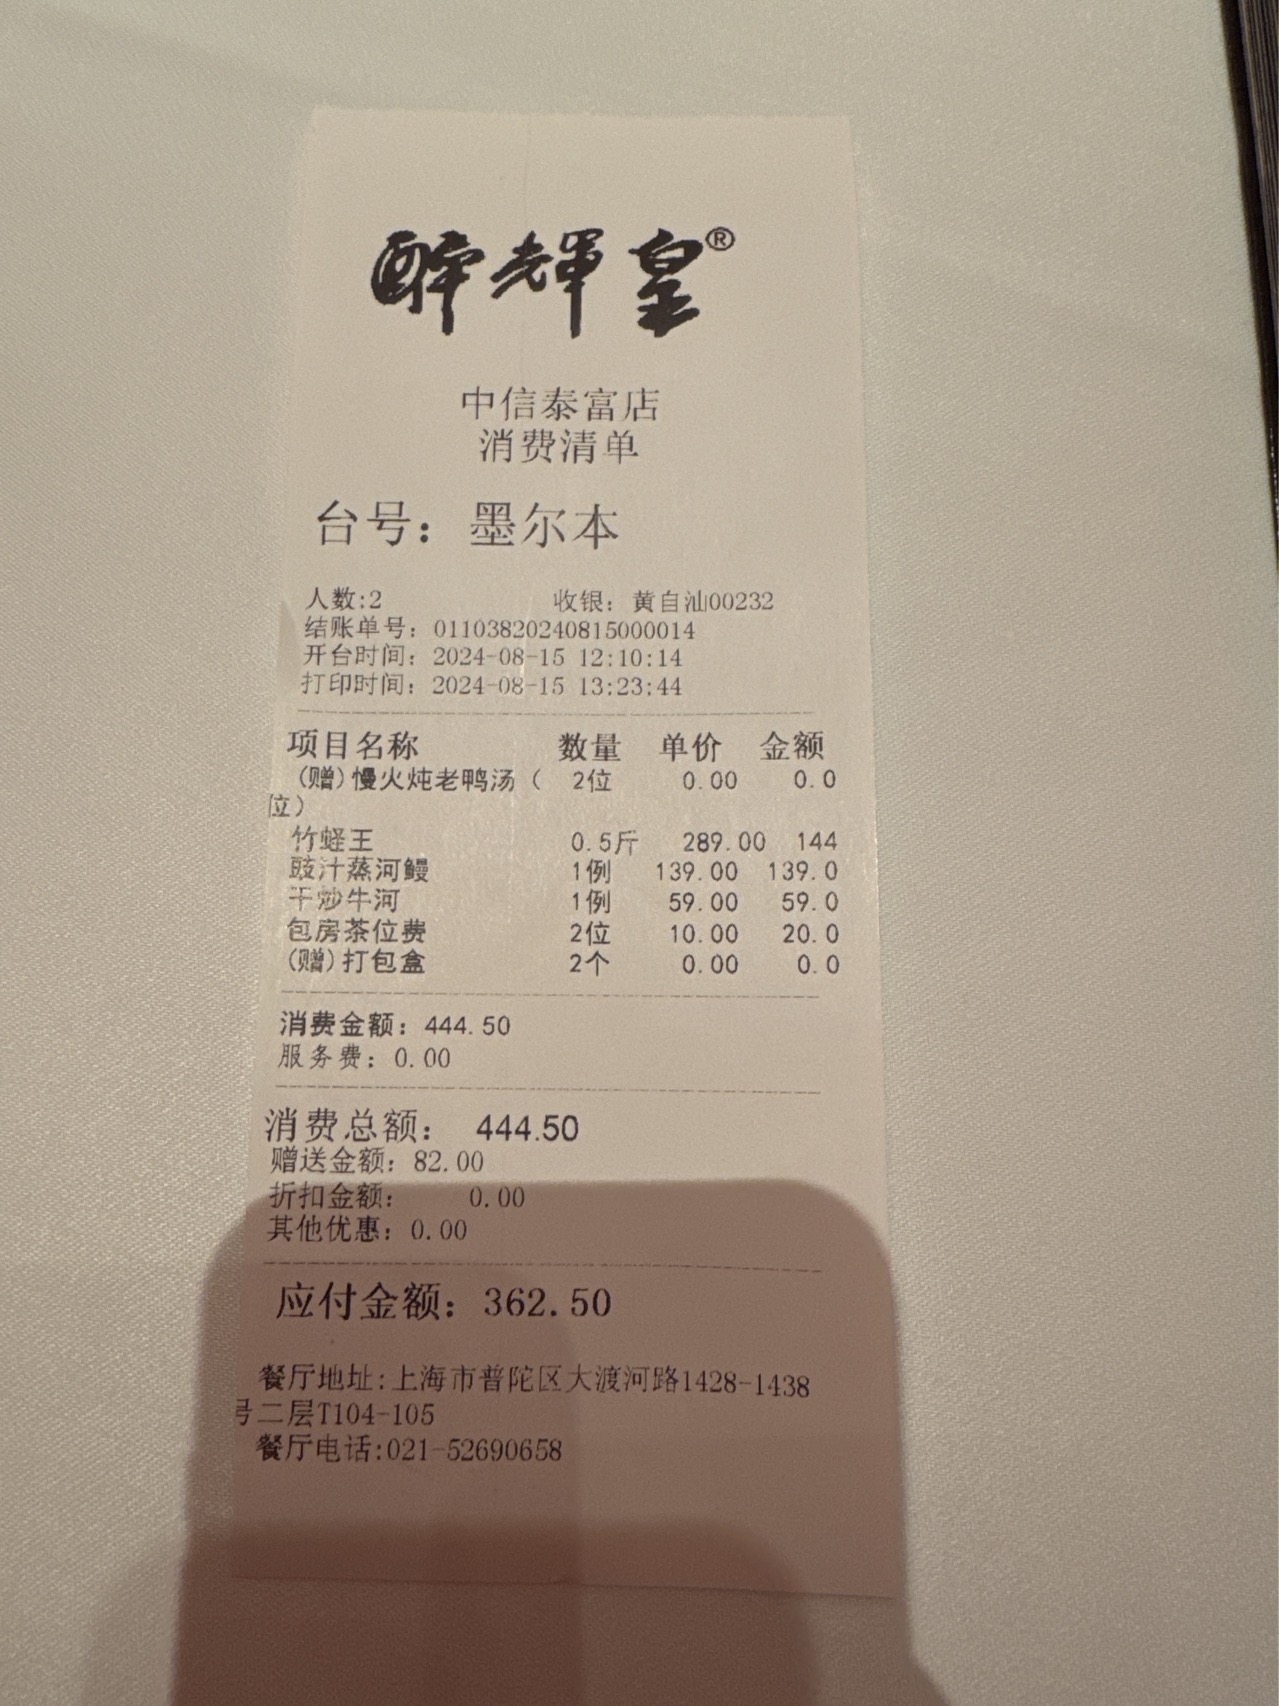 醉辉皇®
中信泰富店
消费清单
台号：墨尔本
人数:2 收银：黄自汕00232
结账单号：01103820240815000014
开台时间：2024-08-15 12:10:14
打印时间：2024-08-15 13:23:44
项目名称 数量 单价 金额
(赠)慢火炖老鸭汤（ 2位 0.00 0.0
位）
竹蛏王 0.5斤 289.00 144
豉汁蒸河鳗 1例 139.00 139.0
干炒牛河 1例 59.00 59.0
包房茶位费 2位 10.00 20.0
(赠)打包盒 2个 0.00 0.0
消费金额：444.50
服务费：0.00
消费总额： 444.50
赠送金额：82.00
折扣金额： 0.00
其他优惠：0.00
应付金额：362.50
餐厅地址:上海市普陀区大渡河路1428-1438
号二层T104-105
餐厅电话:021-52690658